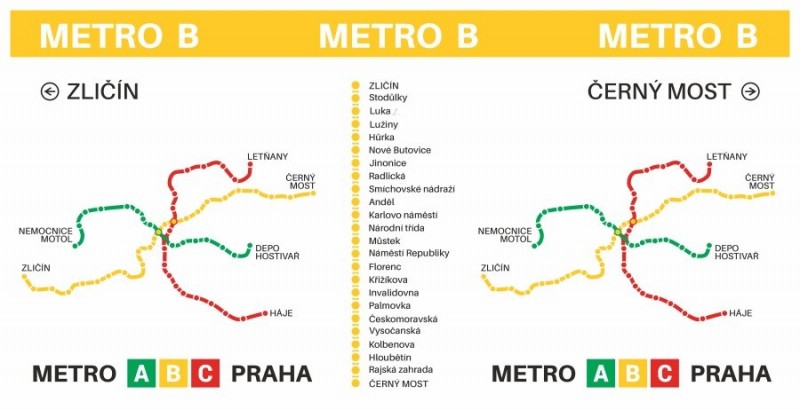 METRO B
METRO B
METRO B
ZLIČÍN
LETŇANY
ČERNÝ
MOST
NEMOCNICE
MOTOL
DEPO
HOSTIVAŘ
ZLIČÍN
HÁJE
METRO A B C PRAHA
ZLIČÍN
Stodůlky
Luka
Lužiny
Hůrka
Nové Butovice
Jinonice
Radlická
Smíchovské nádraží
Anděl
Karlovo náměstí
Národní třída
Můstek
Náměstí Republiky
Florenc
Křižíkova
Invalidovna
Palmovka
Českomoravská
Vysočanská
Kolbenova
Hloubětín
Rajská zahrada
ČERNÝ MOST
ČERNÝ MOST
LETŇANY
ČERNÝ
MOST
NEMOCNICE
MOTOL
DEPO
HOSTIVAŘ
ZLIČÍN
HÁJE
METRO A B C PRAHA